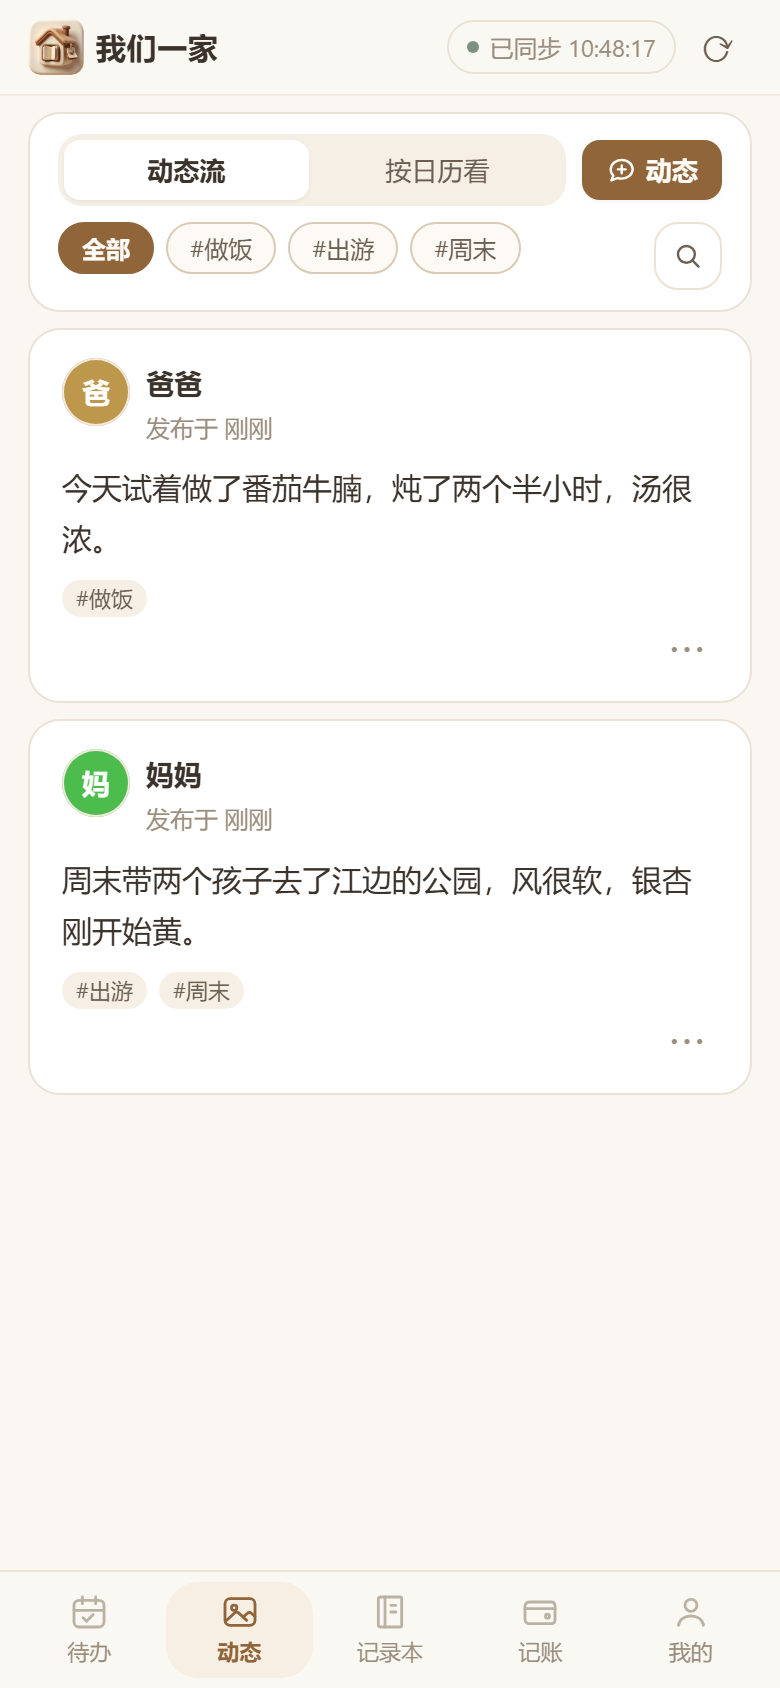 我们一家
已同步 10:48:17
动态流
按日历看
动态
全部
#做饭
#出游
#周末
爸
爸爸
发布于 刚刚
今天试着做了番茄牛腩，炖了两个半小时，汤很
浓。
#做饭
妈
妈妈
发布于 刚刚
周末带两个孩子去了江边的公园，风很软，银杏
刚开始黄。
#出游
#周末
待办
动态
记录本
记账
我的